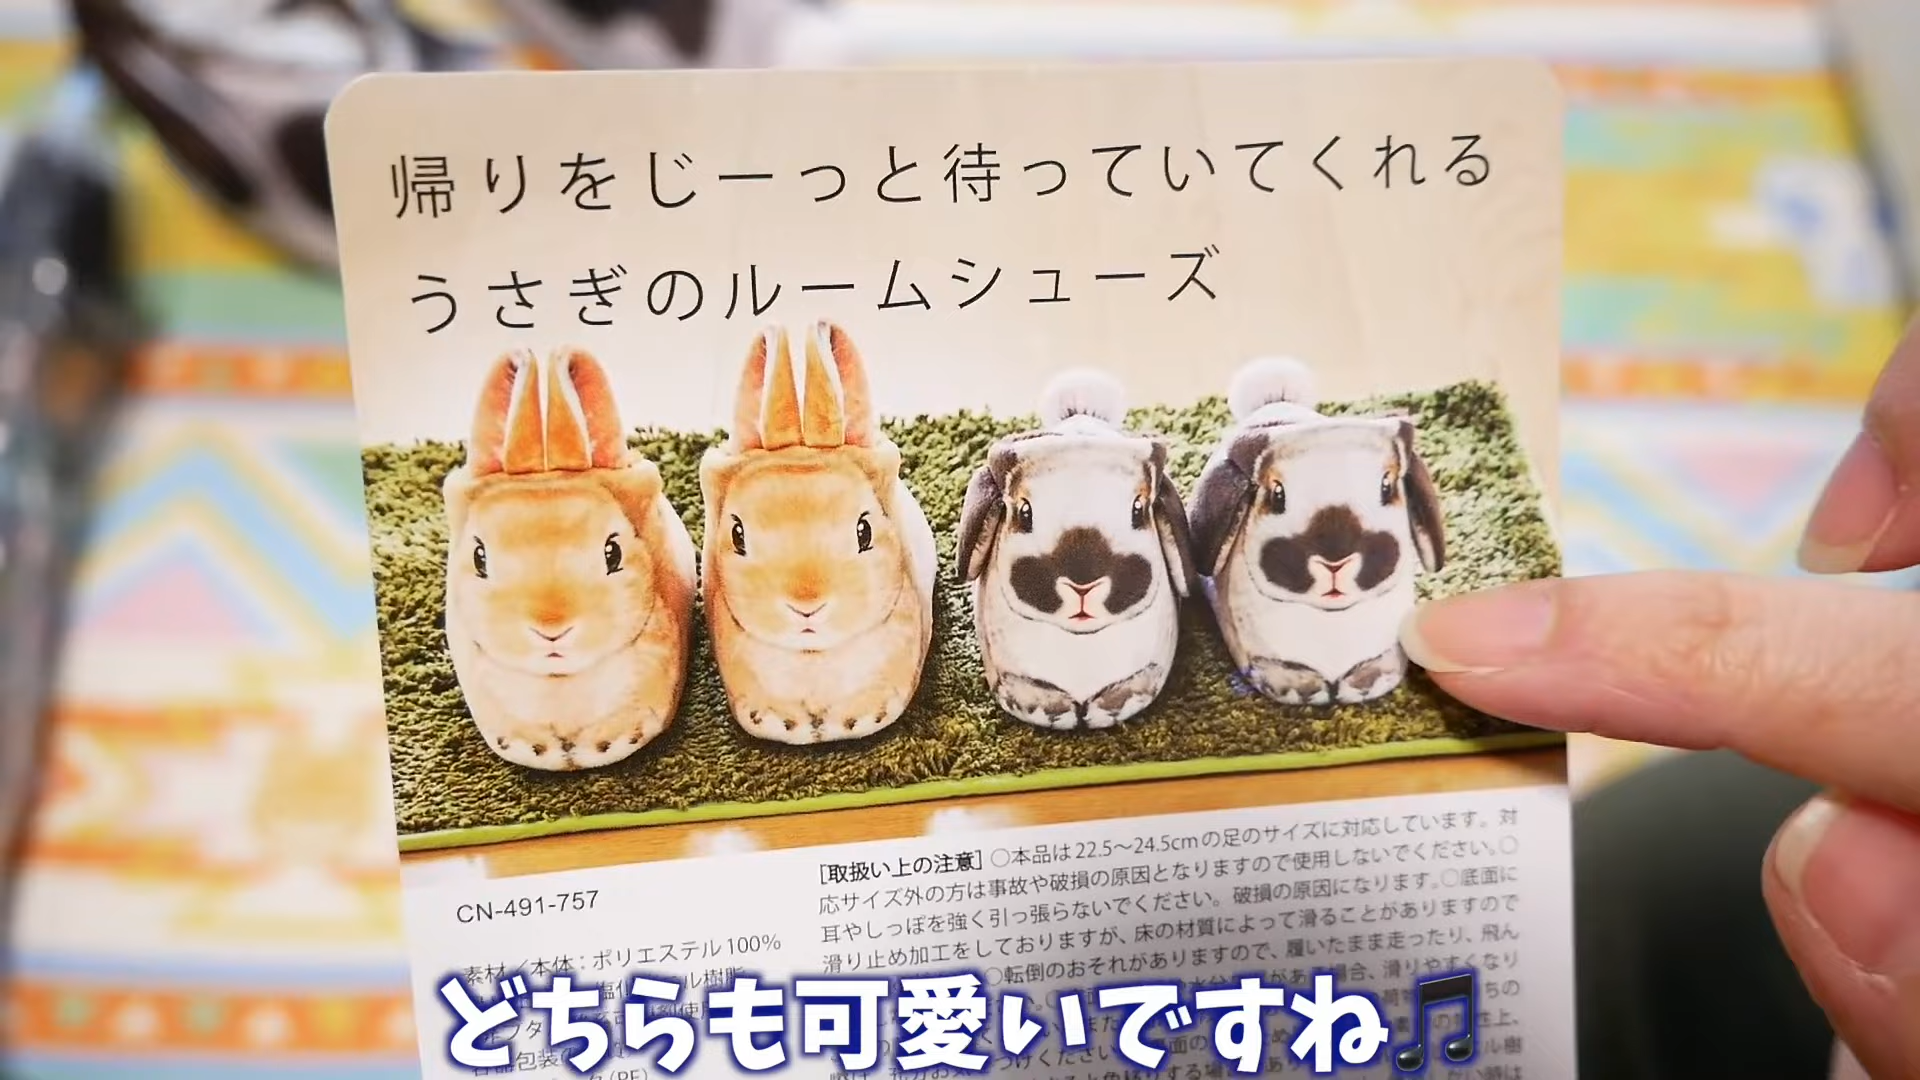 帰りをじーっと待っていてくれる
うさぎのルームシューズ
CN-491-757
素材／本体：ポリエステル100%
[取扱い上の注意] ○本品は22.5〜24.5cmの足のサイズに対応しています。対
応サイズ外の方は事故や破損の原因となりますので使用しないでください。○
耳やしっぽを強く引っ張らないでください。破損の原因になります。○底面に
滑り止め加工をしておりますが、床の材質によって滑ることがありますので
○転倒のおそれがありますので、履いたまま走ったり、飛ん
どちらも可愛いですね🎵